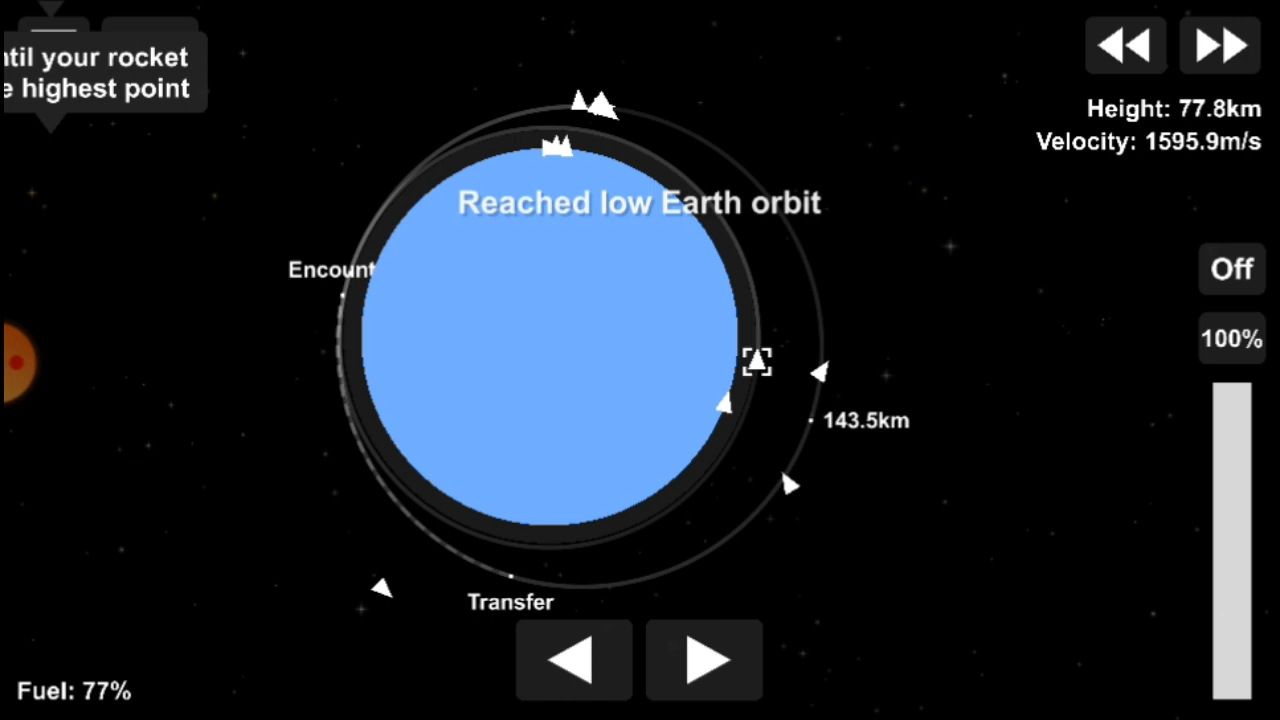 ntil your rocket
e highest point
Height: 77.8km
Velocity: 1595.9m/s
Reached low Earth orbit
Encount
Off
100%
143.5km
Transfer
Fuel: 77%